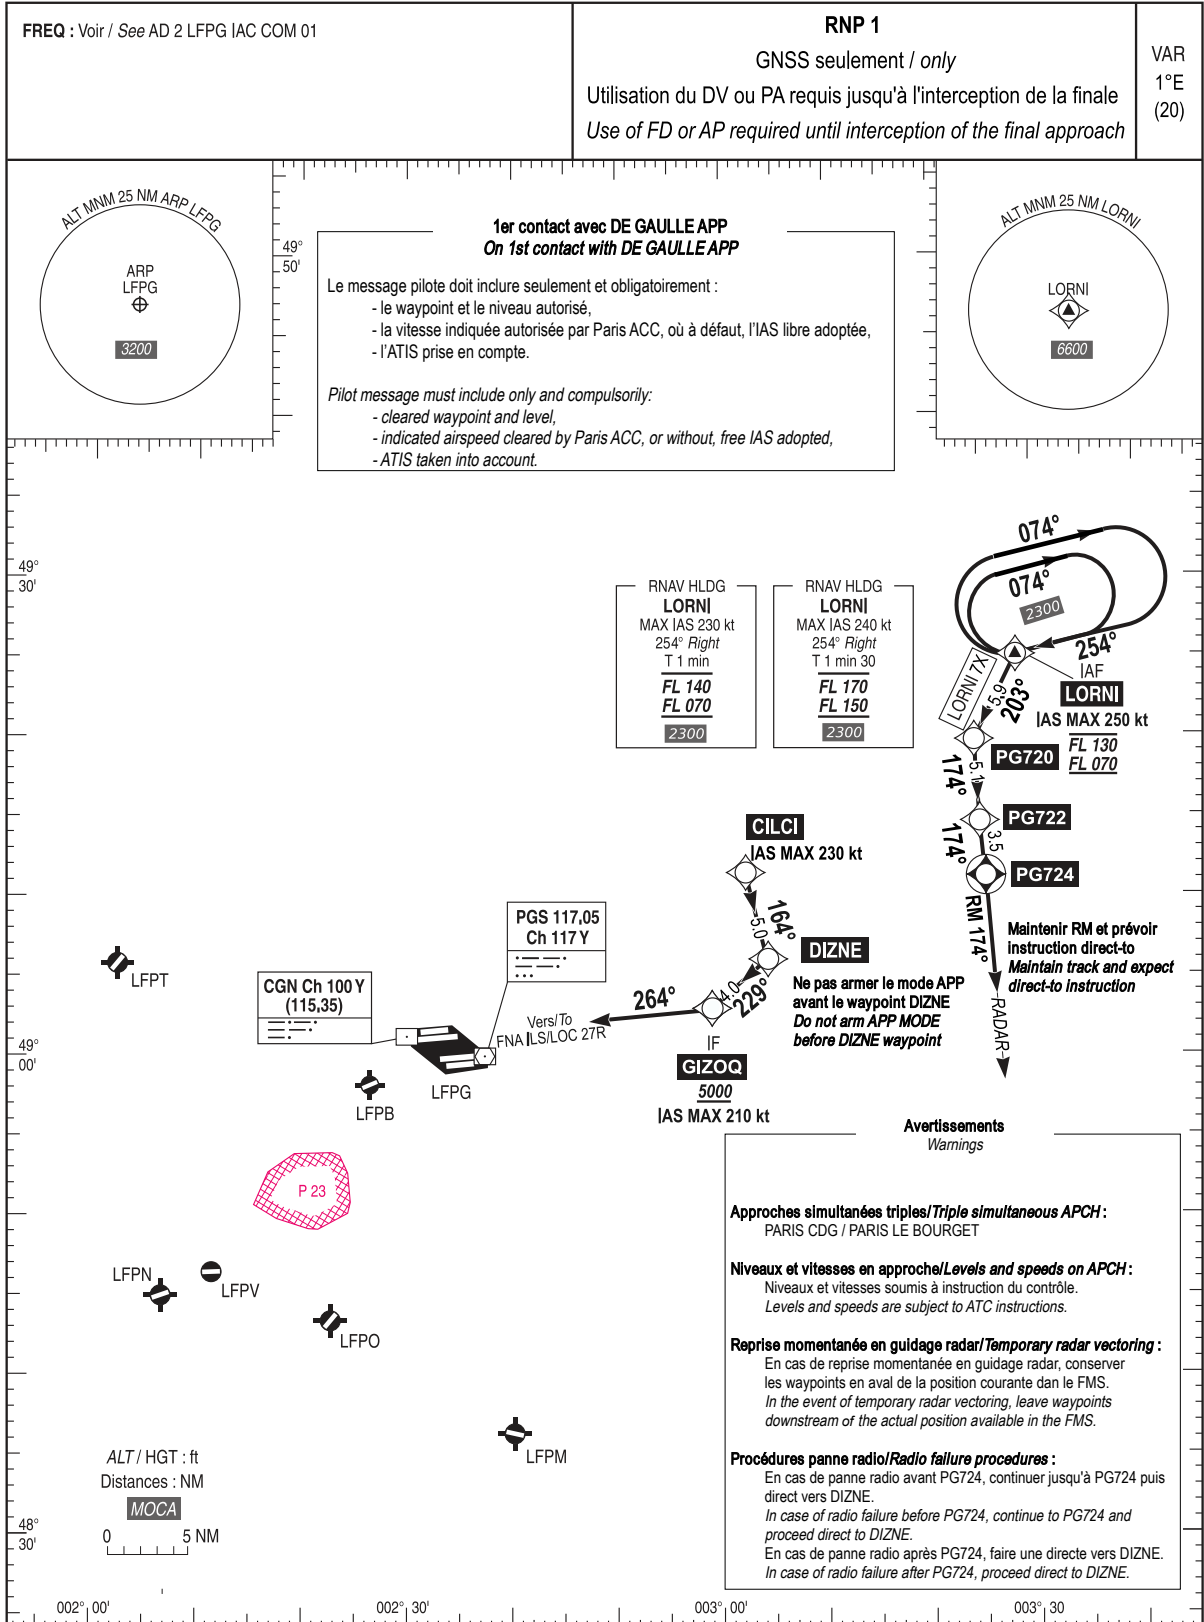 FREQ : Voir / See AD 2 LFPG IAC COM 01
RNP 1
GNSS seulement / only
Utilisation du DV ou PA requis jusqu'à l'interception de la finale
Use of FD or AP required until interception of the final approach
VAR
1°E
(20)
ALT MNM 25 NM ARP LFPG
ARP
LFPG
3200
49°
50'
1er contact avec DE GAULLE APP
On 1st contact with DE GAULLE APP
Le message pilote doit inclure seulement et obligatoirement :
- le waypoint et le niveau autorisé,
- la vitesse indiquée autorisée par Paris ACC, où à défaut, l'IAS libre adoptée,
- l'ATIS prise en compte.
Pilot message must include only and compulsorily:
- cleared waypoint and level,
- indicated airspeed cleared by Paris ACC, or without, free IAS adopted,
- ATIS taken into account.
ALT MNM 25 NM LORNI
LORNI
6600
49°
30'
RNAV HLDG
LORNI
MAX IAS 230 kt
254° Right
T 1 min
FL 140
FL 070
2300
RNAV HLDG
LORNI
MAX IAS 240 kt
254° Right
T 1 min 30
FL 170
FL 150
2300
074°
074°
2300
254°
IAF
LORNI
IAS MAX 250 kt
FL 130
FL 070
LORNI 7X
5.9
203°
PG720
5.1
174°
PG722
3.5
174°
PG724
RM 174°
RADAR
Maintenir RM et prévoir
instruction direct-to
Maintain track and expect
direct-to instruction
CILCI
IAS MAX 230 kt
5.0
164°
DIZNE
Ne pas armer le mode APP
avant le waypoint DIZNE
Do not arm APP MODE
before DIZNE waypoint
4.0
229°
264°
Vers/To
FNA ILS/LOC 27R
IF
GIZOQ
5000
IAS MAX 210 kt
PGS 117,05
Ch 117 Y
CGN Ch 100 Y
(115,35)
LFPT
49°
00'
LFPG
LFPB
P 23
LFPN
LFPV
LFPO
LFPM
Avertissements
Warnings
Approches simultanées triples/Triple simultaneous APCH :
PARIS CDG / PARIS LE BOURGET
Niveaux et vitesses en approche/Levels and speeds on APCH :
Niveaux et vitesses soumis à instruction du contrôle.
Levels and speeds are subject to ATC instructions.
Reprise momentanée en guidage radar/Temporary radar vectoring :
En cas de reprise momentanée en guidage radar, conserver
les waypoints en aval de la position courante dan le FMS.
In the event of temporary radar vectoring, leave waypoints
downstream of the actual position available in the FMS.
Procédures panne radio/Radio failure procedures :
En cas de panne radio avant PG724, continuer jusqu'à PG724 puis
direct vers DIZNE.
In case of radio failure before PG724, continue to PG724 and
proceed direct to DIZNE.
En cas de panne radio après PG724, faire une directe vers DIZNE.
In case of radio failure after PG724, proceed direct to DIZNE.
ALT / HGT : ft
Distances : NM
MOCA
0 5 NM
48°
30'
002° 00'
002° 30'
003° 00'
003° 30'